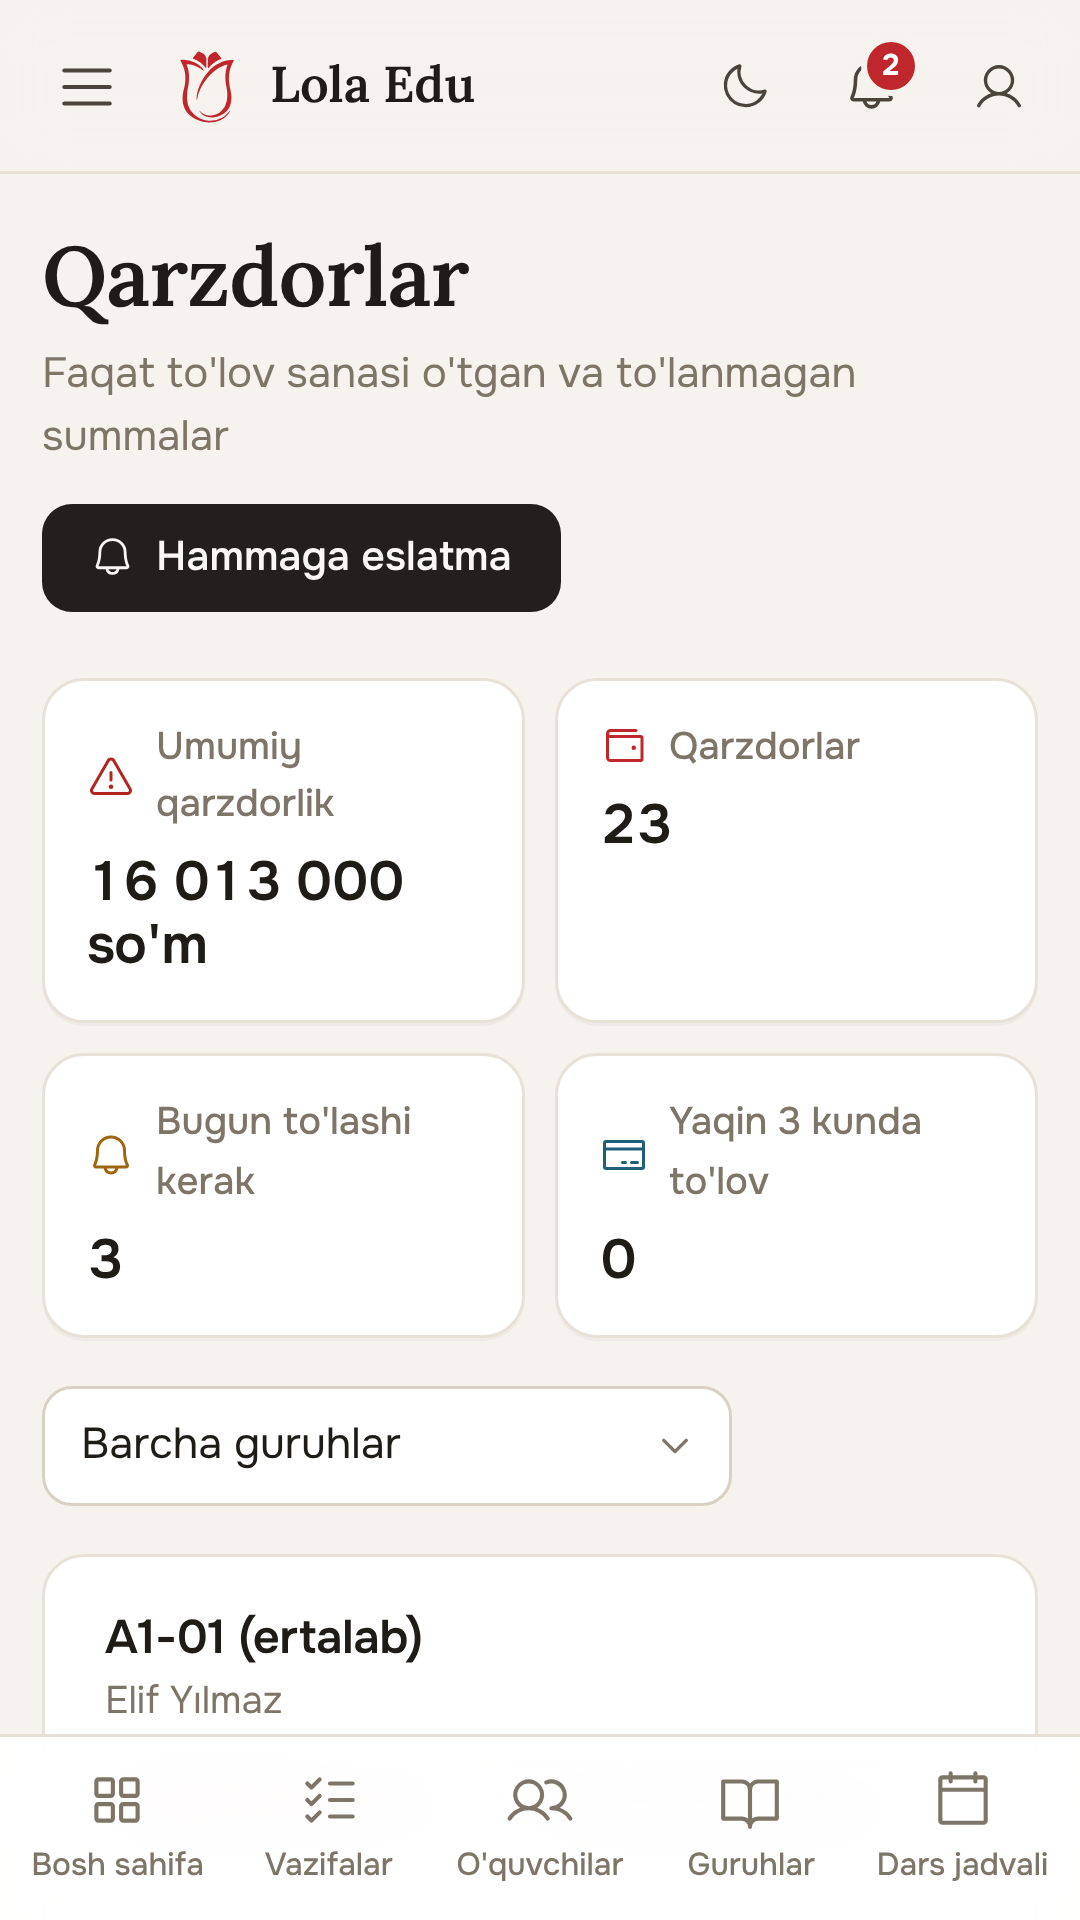 Lola Edu
2
Qarzdorlar
Faqat to'lov sanasi o'tgan va to'lanmagan
summalar
Hammaga eslatma
Umumiy
qarzdorlik
16 013 000
so'm
Qarzdorlar
23
Bugun to'lashi
kerak
3
Yaqin 3 kunda
to'lov
0
Barcha guruhlar
A1-01 (ertalab)
Elif Yılmaz
Bosh sahifa
Vazifalar
O'quvchilar
Guruhlar
Dars jadvali